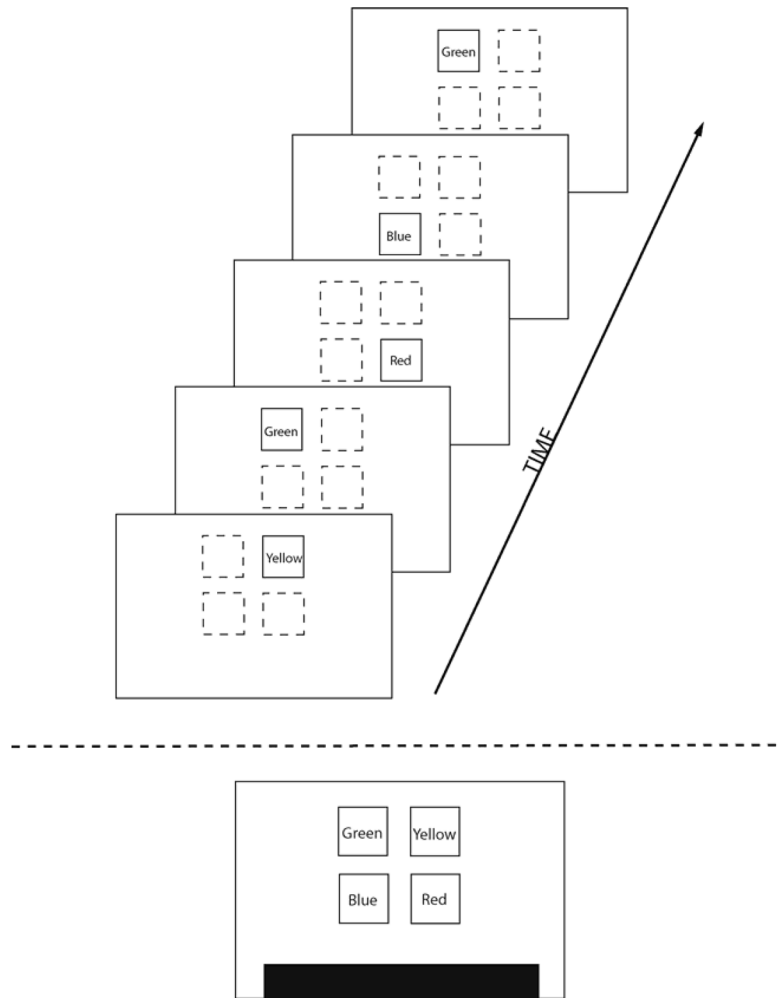 Green
Blue
Red
Green
Yellow
TIME
Green Yellow
Blue Red